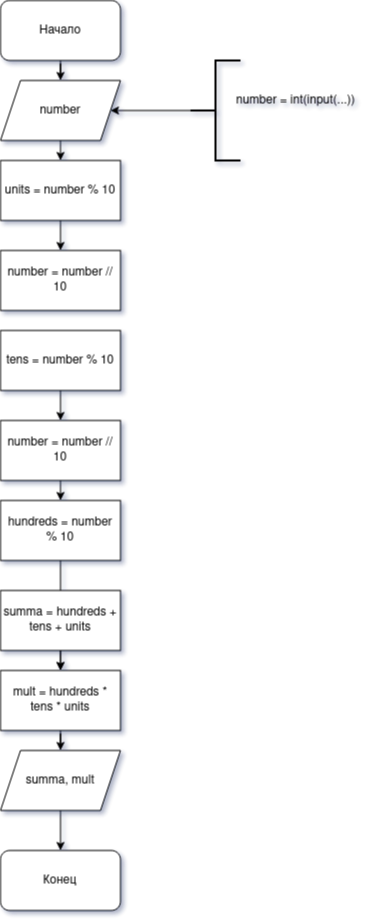 Начало
number
number = int(input(...))
units = number % 10
number = number //
10
tens = number % 10
number = number //
10
hundreds = number
% 10
summa = hundreds +
tens + units
mult = hundreds *
tens * units
summa, mult
Конец